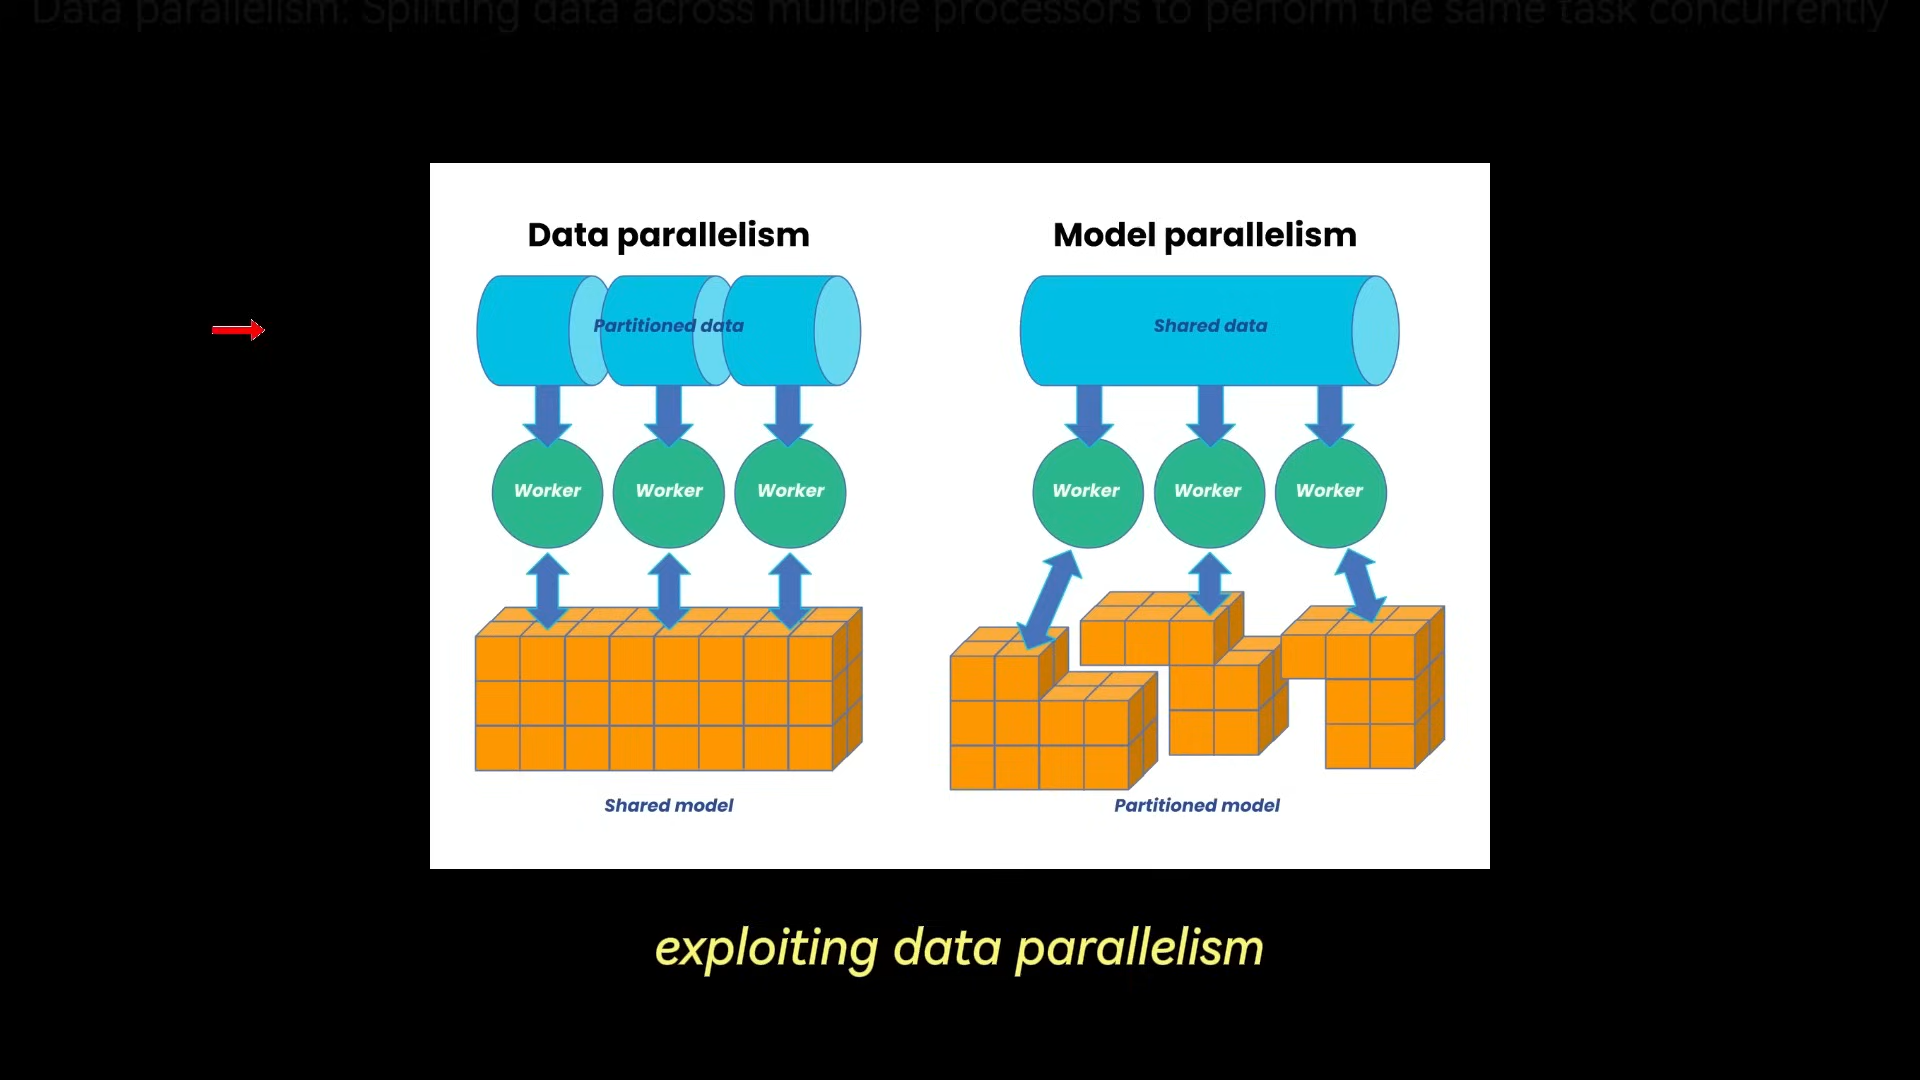 Data parallelism: Splitting data across multiple processors to perform the same task concurrently
Data parallelism
Model parallelism
Partitioned data
Shared data
Worker
Worker
Worker
Worker
Worker
Worker
Shared model
Partitioned model
exploiting data parallelism